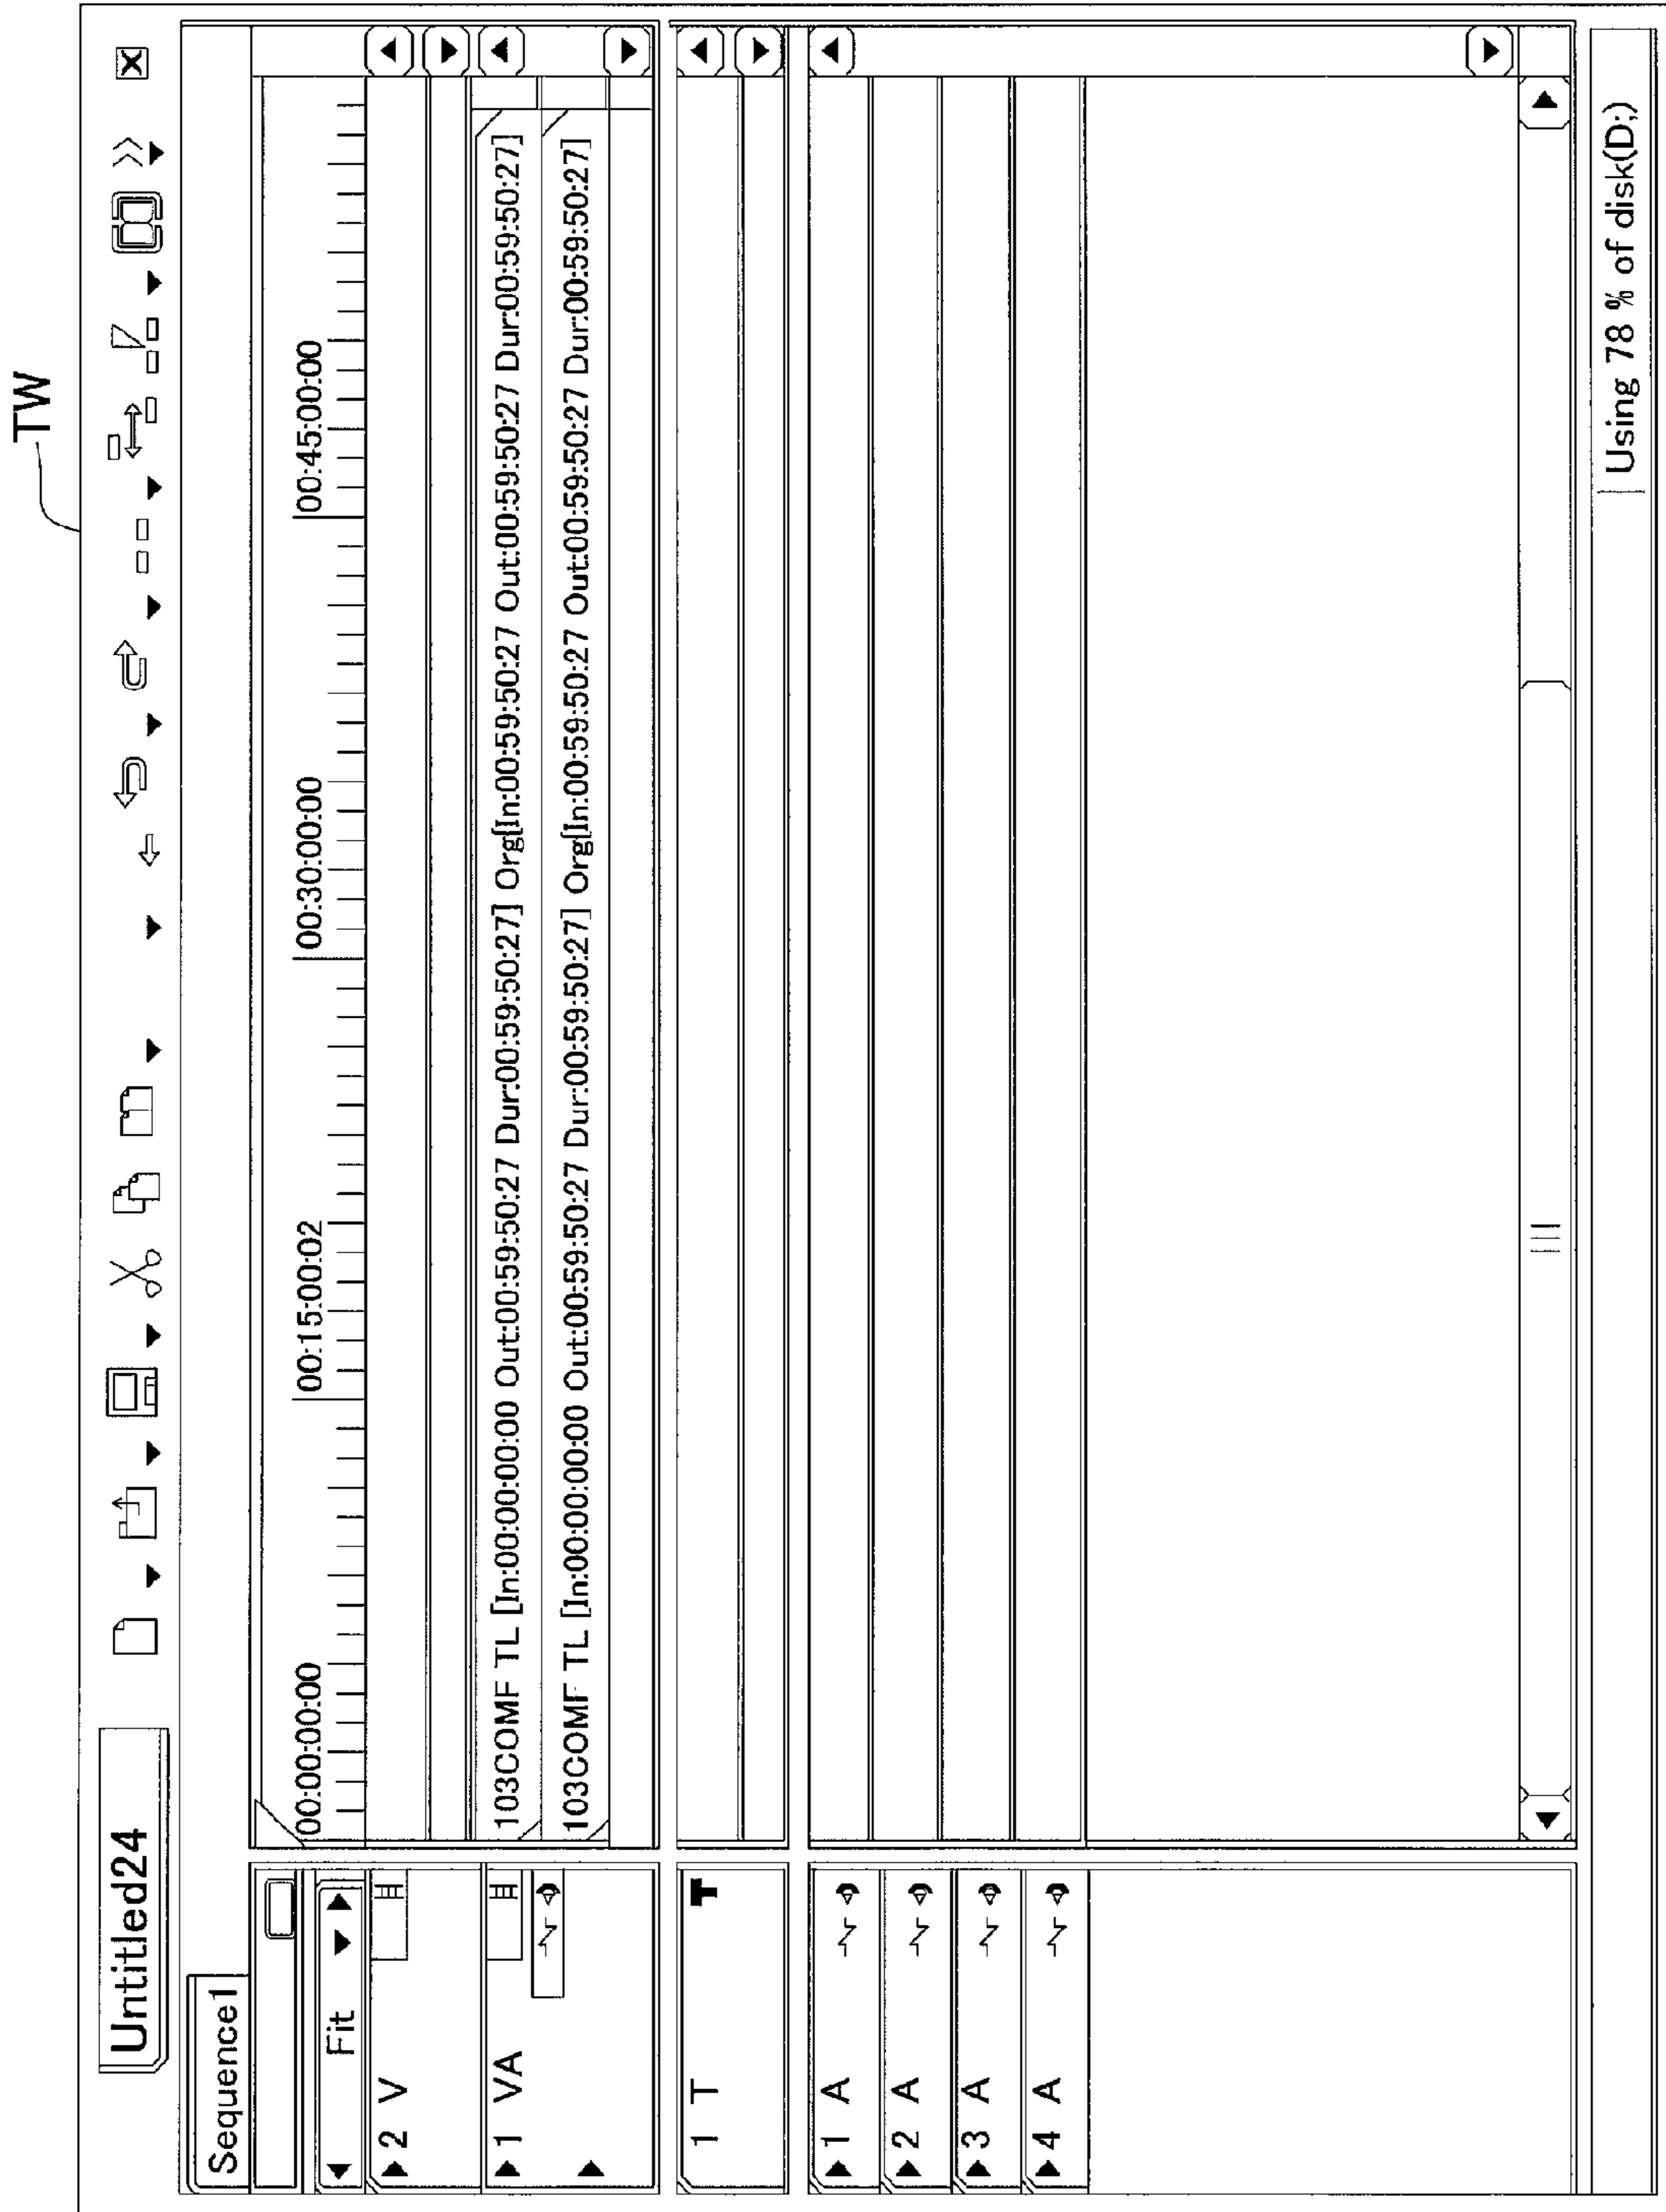 TW
Untitled24
Sequence1
00:00:00:00 00:15:00:02 00:30:00:00 00:45:00:00
Fit
2 V
1 VA
103COMF TL [In:00:00:00:00 Out:00:59:50:27 Dur:00:59:50:27] Org[In:00:59:50:27 Out:00:59:50:27 Dur:00:59:50:27]
103COMF TL [In:00:00:00:00 Out:00:59:50:27 Dur:00:59:50:27] Org[In:00:59:50:27 Out:00:59:50:27 Dur:00:59:50:27]
1 T
T
1 A
2 A
3 A
4 A
Using 78 % of disk(D;)